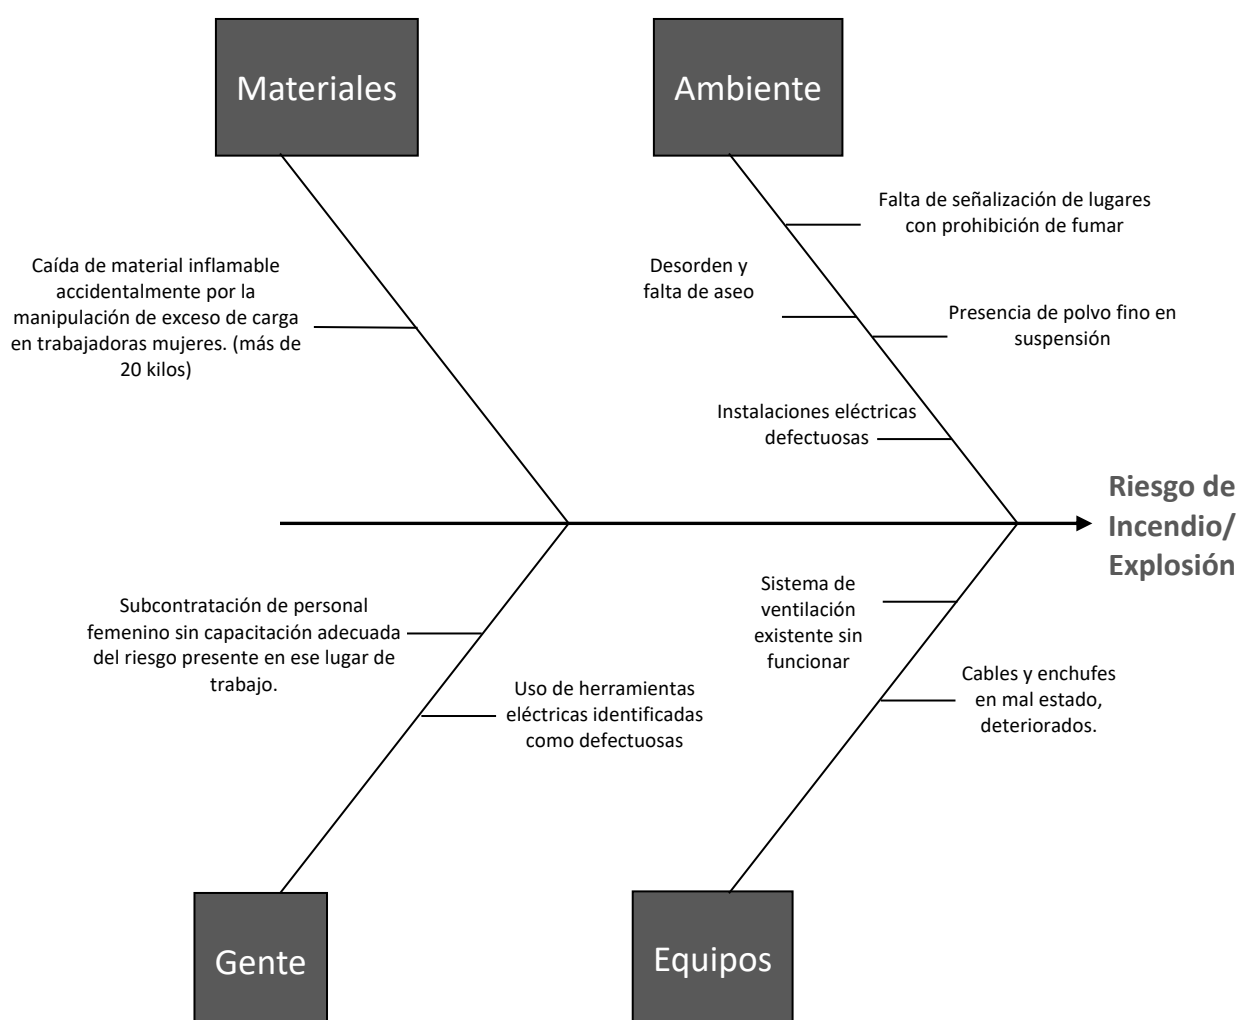 Materiales
Ambiente
Falta de señalización de lugares
con prohibición de fumar
Caída de material inflamable
accidentalmente por la
manipulación de exceso de carga
en trabajadoras mujeres. (más de
20 kilos)
Desorden y
falta de aseo
Presencia de polvo fino en
suspensión
Instalaciones eléctricas
defectuosas
Riesgo de
Incendio/
Explosión
Subcontratación de personal
femenino sin capacitación adecuada
del riesgo presente en ese lugar de
trabajo.
Sistema de
ventilación
existente sin
funcionar
Uso de herramientas
eléctricas identificadas
como defectuosas
Cables y enchufes
en mal estado,
deteriorados.
Gente
Equipos